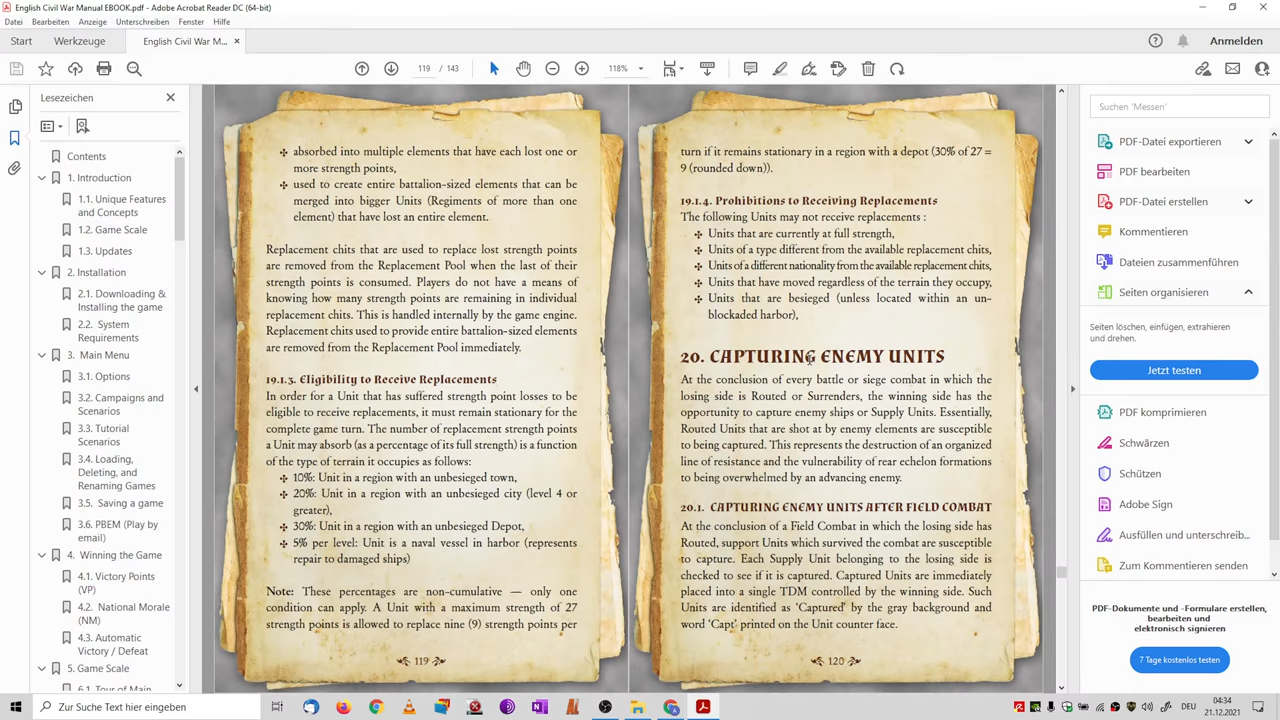 English Civil War Manual EBOOK.pdf - Adobe Acrobat Reader DC (64-bit)
Datei Bearbeiten Anzeige Unterschreiben Fenster Hilfe
Start Werkzeuge English Civil War M... × Anmelden
119 / 143 118%
Lesezeichen
Contents
1. Introduction
1.1. Unique Features
and Concepts
1.2. Game Scale
1.3. Updates
2. Installation
2.1. Downloading &
Installing the game
2.2. System
Requirements
3. Main Menu
3.1. Options
3.2. Campaigns and
Scenarios
3.3. Tutorial
Scenarios
3.4. Loading,
Deleting, and
Renaming Games
3.5. Saving a game
3.6. PBEM (Play by
email)
4. Winning the Game
4.1. Victory Points
(VP)
4.2. National Morale
(NM)
4.3. Automatic
Victory / Defeat
5. Game Scale
6.1. Tour of Main
absorbed into multiple elements that have each lost one or
more strength points,
used to create entire battalion-sized elements that can be
merged into bigger Units (Regiments of more than one
element) that have lost an entire element.
Replacement chits that are used to replace lost strength points
are removed from the Replacement Pool when the last of their
strength points is consumed. Players do not have a means of
knowing how many strength points are remaining in individual
replacement chits. This is handled internally by the game engine.
Replacement chits used to provide entire battalion-sized elements
are removed from the Replacement Pool immediately.
19.1.3. Eligibility to Receive Replacements
In order for a Unit that has suffered strength point losses to be
eligible to receive replacements, it must remain stationary for the
complete game turn. The number of replacement strength points
a Unit may absorb (as a percentage of its full strength) is a function
of the type of terrain it occupies as follows:
10%: Unit in a region with an unbesieged town,
20%: Unit in a region with an unbesieged city (level 4 or
greater),
30%: Unit in a region with an unbesieged Depot,
5% per level: Unit is a naval vessel in harbor (represents
repair to damaged ships)
Note: These percentages are non-cumulative — only one
condition can apply. A Unit with a maximum strength of 27
strength points is allowed to replace nine (9) strength points per
119
turn if it remains stationary in a region with a depot (30% of 27 =
9 (rounded down)).
19.1.4. Prohibitions to Receiving Replacements
The following Units may not receive replacements :
Units that are currently at full strength,
Units of a type different from the available replacement chits,
Units of a different nationality from the available replacement chits,
Units that have moved regardless of the terrain they occupy,
Units that are besieged (unless located within an un-
blockaded harbor),
20. CAPTURING ENEMY UNITS
At the conclusion of every battle or siege combat in which the
losing side is Routed or Surrenders, the winning side has the
opportunity to capture enemy ships or Supply Units. Essentially,
Routed Units that are shot at by enemy elements are susceptible
to being captured. This represents the destruction of an organized
line of resistance and the vulnerability of rear echelon formations
to being overwhelmed by an advancing enemy.
20.1. CAPTURING ENEMY UNITS AFTER FIELD COMBAT
At the conclusion of a Field Combat in which the losing side has
Routed, support Units which survived the combat are susceptible
to capture. Each Supply Unit belonging to the losing side is
checked to see if it is captured. Captured Units are immediately
placed into a single TDM controlled by the winning side. Such
Units are identified as ‘Captured’ by the gray background and
word ‘Capt’ printed on the Unit counter face.
120
Suchen 'Messen'
PDF-Datei exportieren
PDF bearbeiten
PDF-Datei erstellen
Kommentieren
Dateien zusammenführen
Seiten organisieren
Seiten löschen, einfügen, extrahieren
und drehen.
Jetzt testen
PDF komprimieren
Schwärzen
Schützen
Adobe Sign
Ausfüllen und unterschreib...
Zum Kommentieren senden
PDF-Dokumente und -Formulare erstellen,
bearbeiten und
elektronisch signieren
7 Tage kostenlos testen
Zur Suche Text hier eingeben
DEU
04:34
21.12.2021